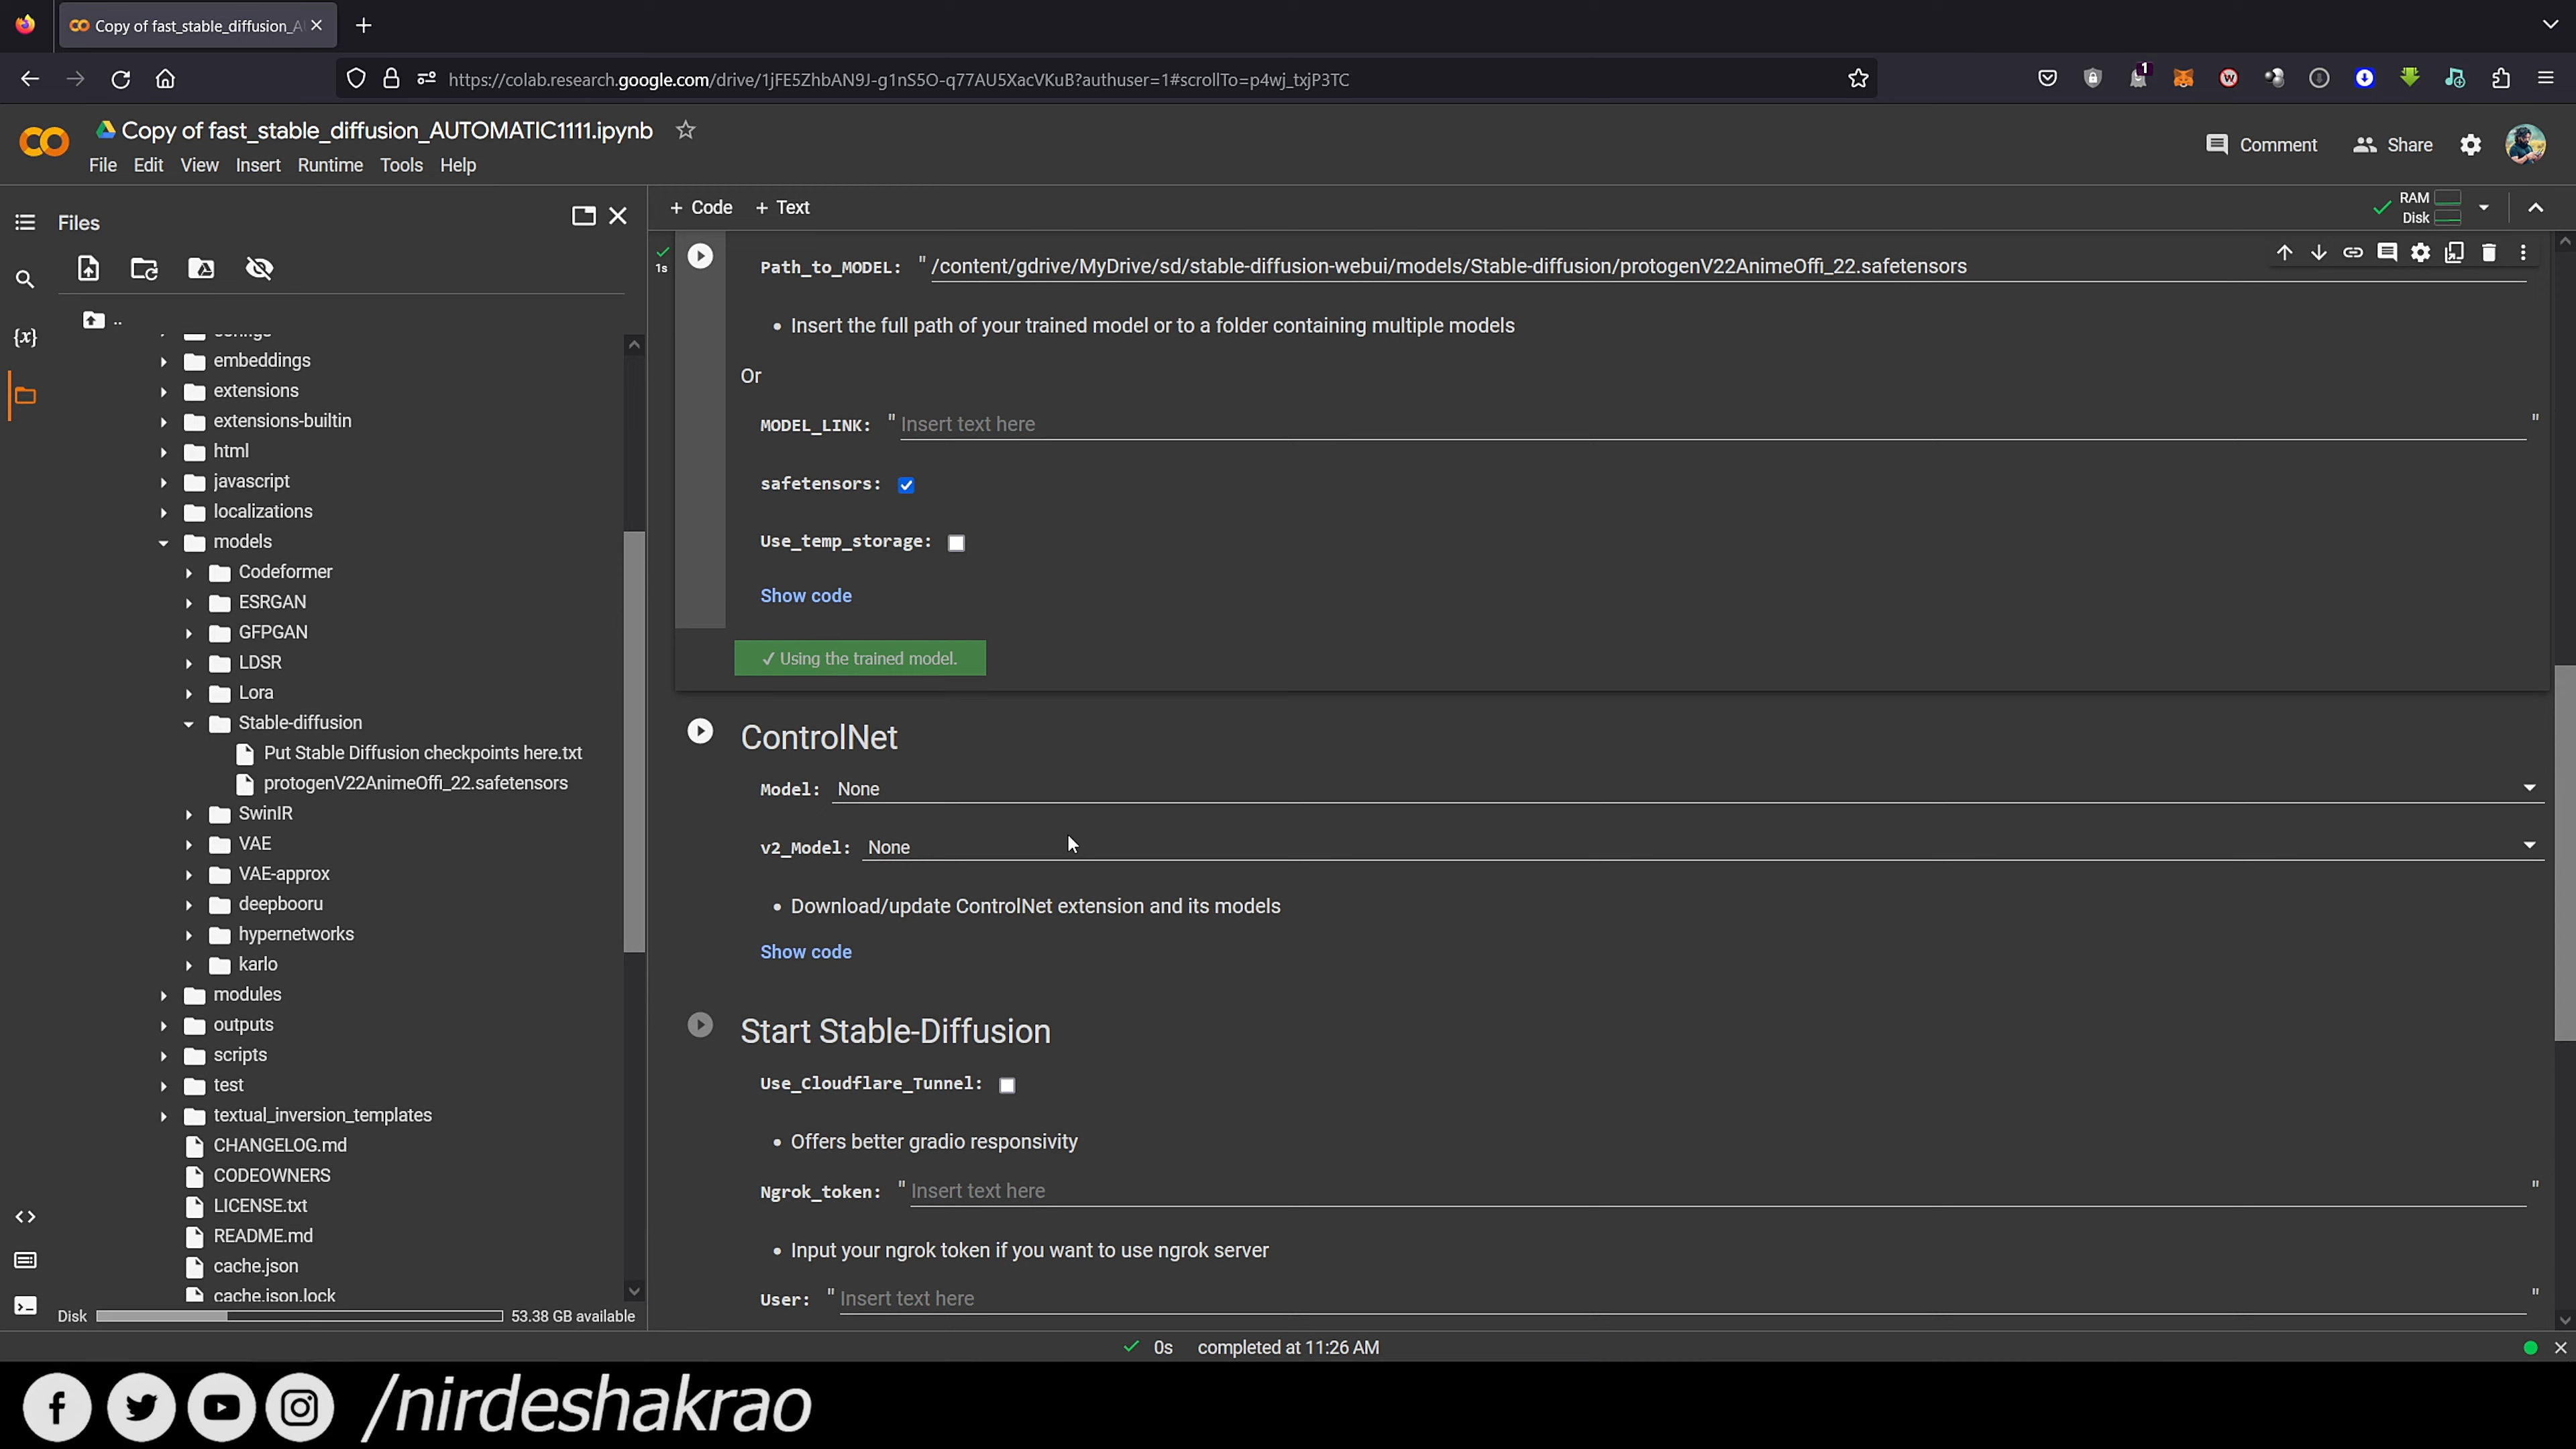 Copy of fast_stable_diffusion_A
https://colab.research.google.com/drive/1jFE5ZhbAN9J-g1nS5O-q77AU5XacVKuB?authuser=1#scrollTo=p4wj_txjP3TC
1
Copy of fast_stable_diffusion_AUTOMATIC1111.ipynb
Comment
Share
File Edit View Insert Runtime Tools Help
Files
+ Code + Text
RAM
Disk
1s
Path_to_MODEL: " /content/gdrive/MyDrive/sd/stable-diffusion-webui/models/Stable-diffusion/protogenV22AnimeOffi_22.safetensors
• Insert the full path of your trained model or to a folder containing multiple models
Or
MODEL_LINK: " Insert text here "
safetensors:
Use_temp_storage:
Show code
✓ Using the trained model.
ControlNet
Model: None
v2_Model: None
• Download/update ControlNet extension and its models
Show code
Start Stable-Diffusion
Use_Cloudflare_Tunnel:
• Offers better gradio responsivity
Ngrok_token: " Insert text here "
• Input your ngrok token if you want to use ngrok server
User: " Insert text here "
{x}
..
embeddings
extensions
extensions-builtin
html
javascript
localizations
models
Codeformer
ESRGAN
GFPGAN
LDSR
Lora
Stable-diffusion
Put Stable Diffusion checkpoints here.txt
protogenV22AnimeOffi_22.safetensors
SwinIR
VAE
VAE-approx
deepbooru
hypernetworks
karlo
modules
outputs
scripts
test
textual_inversion_templates
CHANGELOG.md
CODEOWNERS
LICENSE.txt
README.md
cache.json
cache.json.lock
Disk 53.38 GB available
0s completed at 11:26 AM
/nirdeshakrao